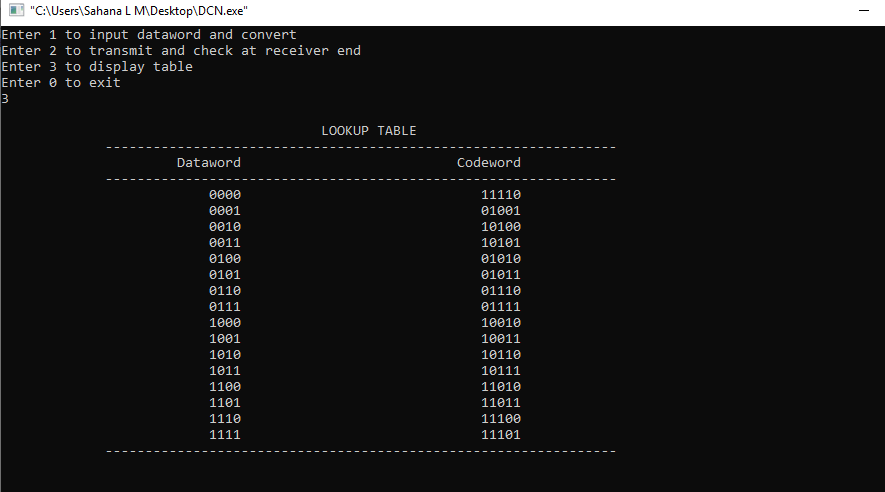 "C:\Users\Sahana L M\Desktop\DCN.exe"
Enter 1 to input dataword and convert
Enter 2 to transmit and check at receiver end
Enter 3 to display table
Enter 0 to exit
3
LOOKUP TABLE
----------------------------------------------------------------
Dataword Codeword
----------------------------------------------------------------
0000 11110
0001 01001
0010 10100
0011 10101
0100 01010
0101 01011
0110 01110
0111 01111
1000 10010
1001 10011
1010 10110
1011 10111
1100 11010
1101 11011
1110 11100
1111 11101
----------------------------------------------------------------